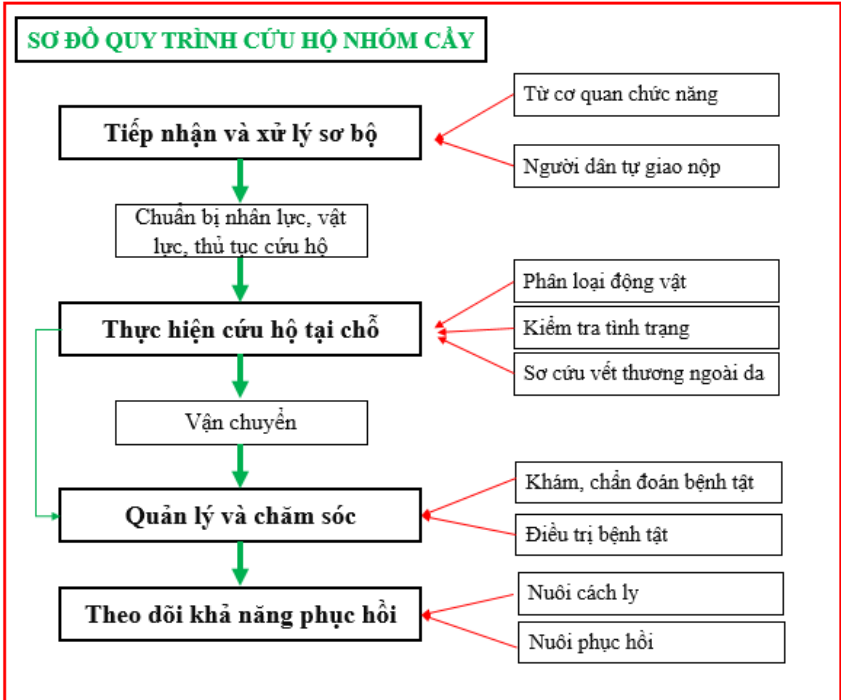 SƠ ĐỒ QUY TRÌNH CỨU HỘ NHÓM CẦY
Từ cơ quan chức năng
Tiếp nhận và xử lý sơ bộ
Người dân tự giao nộp
Chuẩn bị nhân lực, vật
lực, thủ tục cứu hộ
Phân loại động vật
Thực hiện cứu hộ tại chỗ
Kiểm tra tình trạng
Sơ cứu vết thương ngoài da
Vận chuyển
Khám, chẩn đoán bệnh tật
Quản lý và chăm sóc
Điều trị bệnh tật
Nuôi cách ly
Theo dõi khả năng phục hồi
Nuôi phục hồi